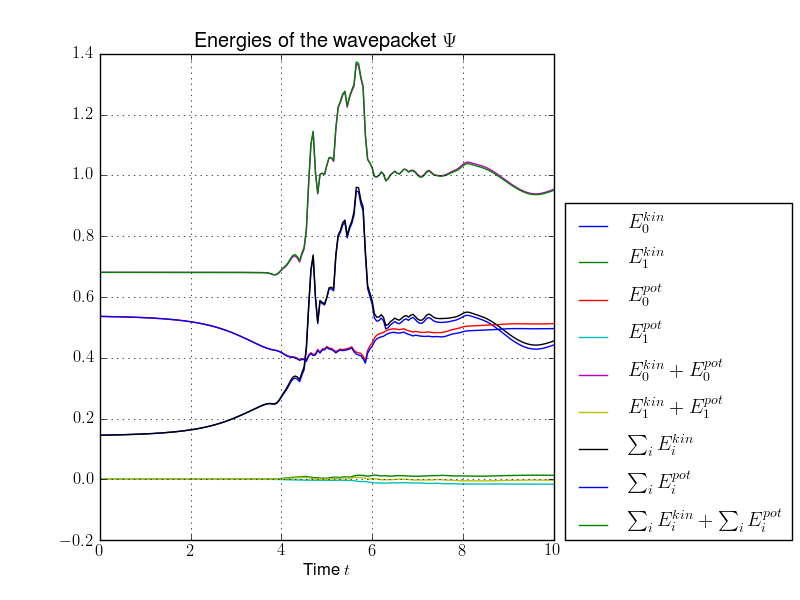 Energies of the wavepacket Ψ
1.4
1.2
1.0
0.8
0.6
0.4
0.2
0.0
−0.2
0 2 4 6 8 10
Time t
E_0^{kin}
E_1^{kin}
E_0^{pot}
E_1^{pot}
E_0^{kin} + E_0^{pot}
E_1^{kin} + E_1^{pot}
∑_i E_i^{kin}
∑_i E_i^{pot}
∑_i E_i^{kin} + ∑_i E_i^{pot}